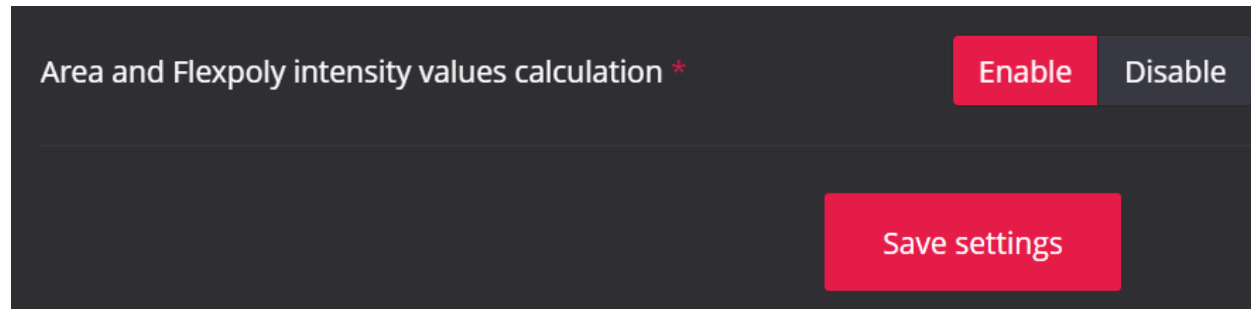 Area and Flexpoly intensity values calculation * Enable Disable
Save settings